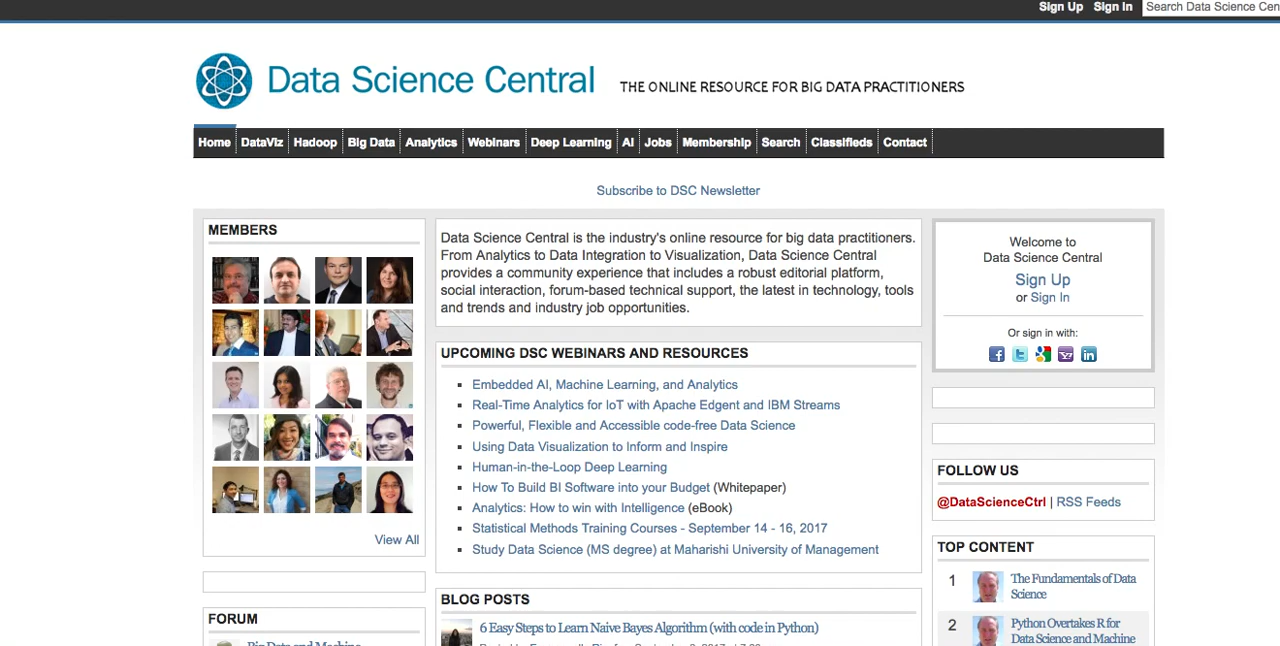 Sign Up Sign In Search Data Science Cen
Data Science Central THE ONLINE RESOURCE FOR BIG DATA PRACTITIONERS
Home DataViz Hadoop Big Data Analytics Webinars Deep Learning AI Jobs Membership Search Classifieds Contact
Subscribe to DSC Newsletter
MEMBERS
View All
FORUM
Big Data and Machine
Data Science Central is the industry's online resource for big data practitioners.
From Analytics to Data Integration to Visualization, Data Science Central
provides a community experience that includes a robust editorial platform,
social interaction, forum-based technical support, the latest in technology, tools
and trends and industry job opportunities.
UPCOMING DSC WEBINARS AND RESOURCES
Embedded AI, Machine Learning, and Analytics
Real-Time Analytics for IoT with Apache Edgent and IBM Streams
Powerful, Flexible and Accessible code-free Data Science
Using Data Visualization to Inform and Inspire
Human-in-the-Loop Deep Learning
How To Build BI Software into your Budget (Whitepaper)
Analytics: How to win with Intelligence (eBook)
Statistical Methods Training Courses - September 14 - 16, 2017
Study Data Science (MS degree) at Maharishi University of Management
BLOG POSTS
6 Easy Steps to Learn Naive Bayes Algorithm (with code in Python)
Welcome to
Data Science Central
Sign Up
or Sign In
Or sign in with:
FOLLOW US
@DataScienceCtrl | RSS Feeds
TOP CONTENT
1 The Fundamentals of Data
Science
2 Python Overtakes R for
Data Science and Machine